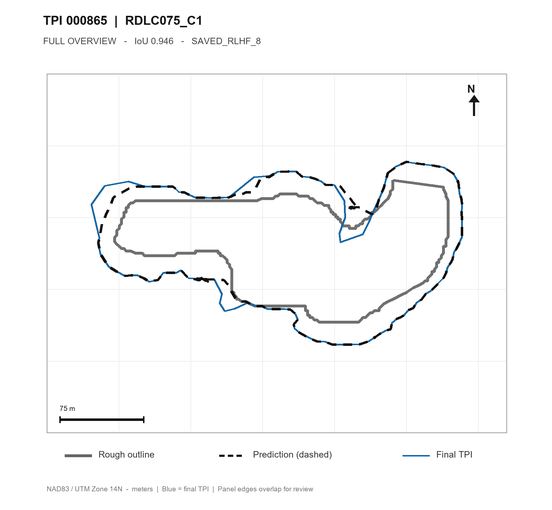 TPI 000865 | RDLC075_C1
FULL OVERVIEW - IoU 0.946 - SAVED_RLHF_8
N
75 m
Rough outline
Prediction (dashed)
Final TPI
NAD83 / UTM Zone 14N - meters | Blue = final TPI | Panel edges overlap for review